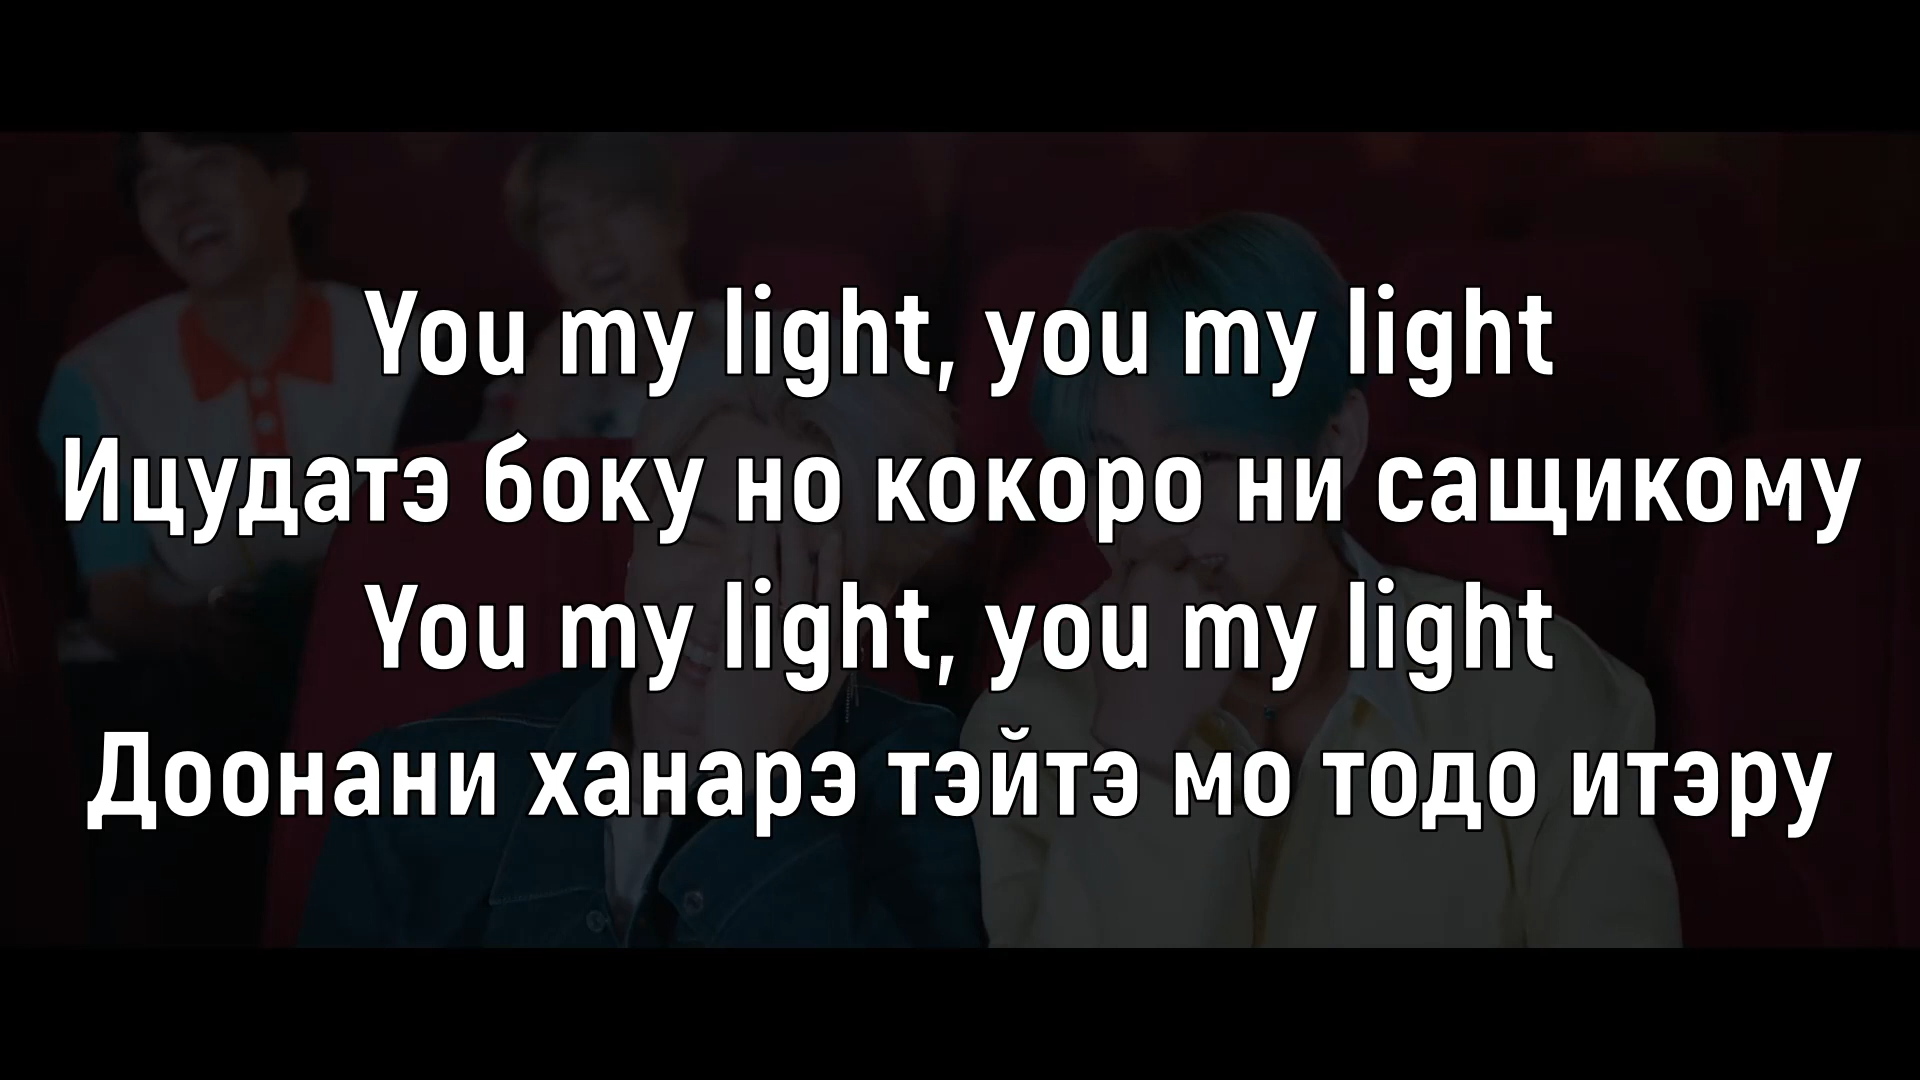 You my light, you my light
Ицудатэ боку но кокоро ни сащикому
You my light, you my light
Доонани ханарэ тэйтэ мо тодо итэру